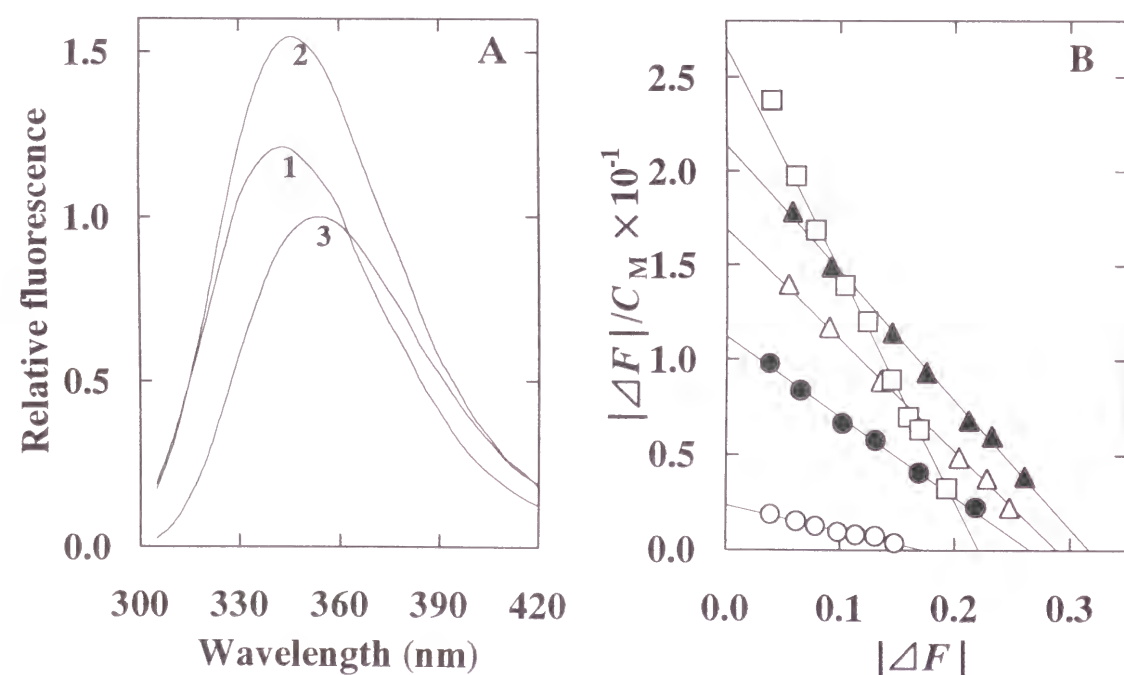 A
Relative fluorescence
1.5
1.0
0.5
0.0
2
1
3
300 330 360 390 420
Wavelength (nm)
B
|ΔF|/C_M ×10⁻¹
2.5
2.0
1.5
1.0
0.5
0.0
0.0 0.1 0.2 0.3
|ΔF|